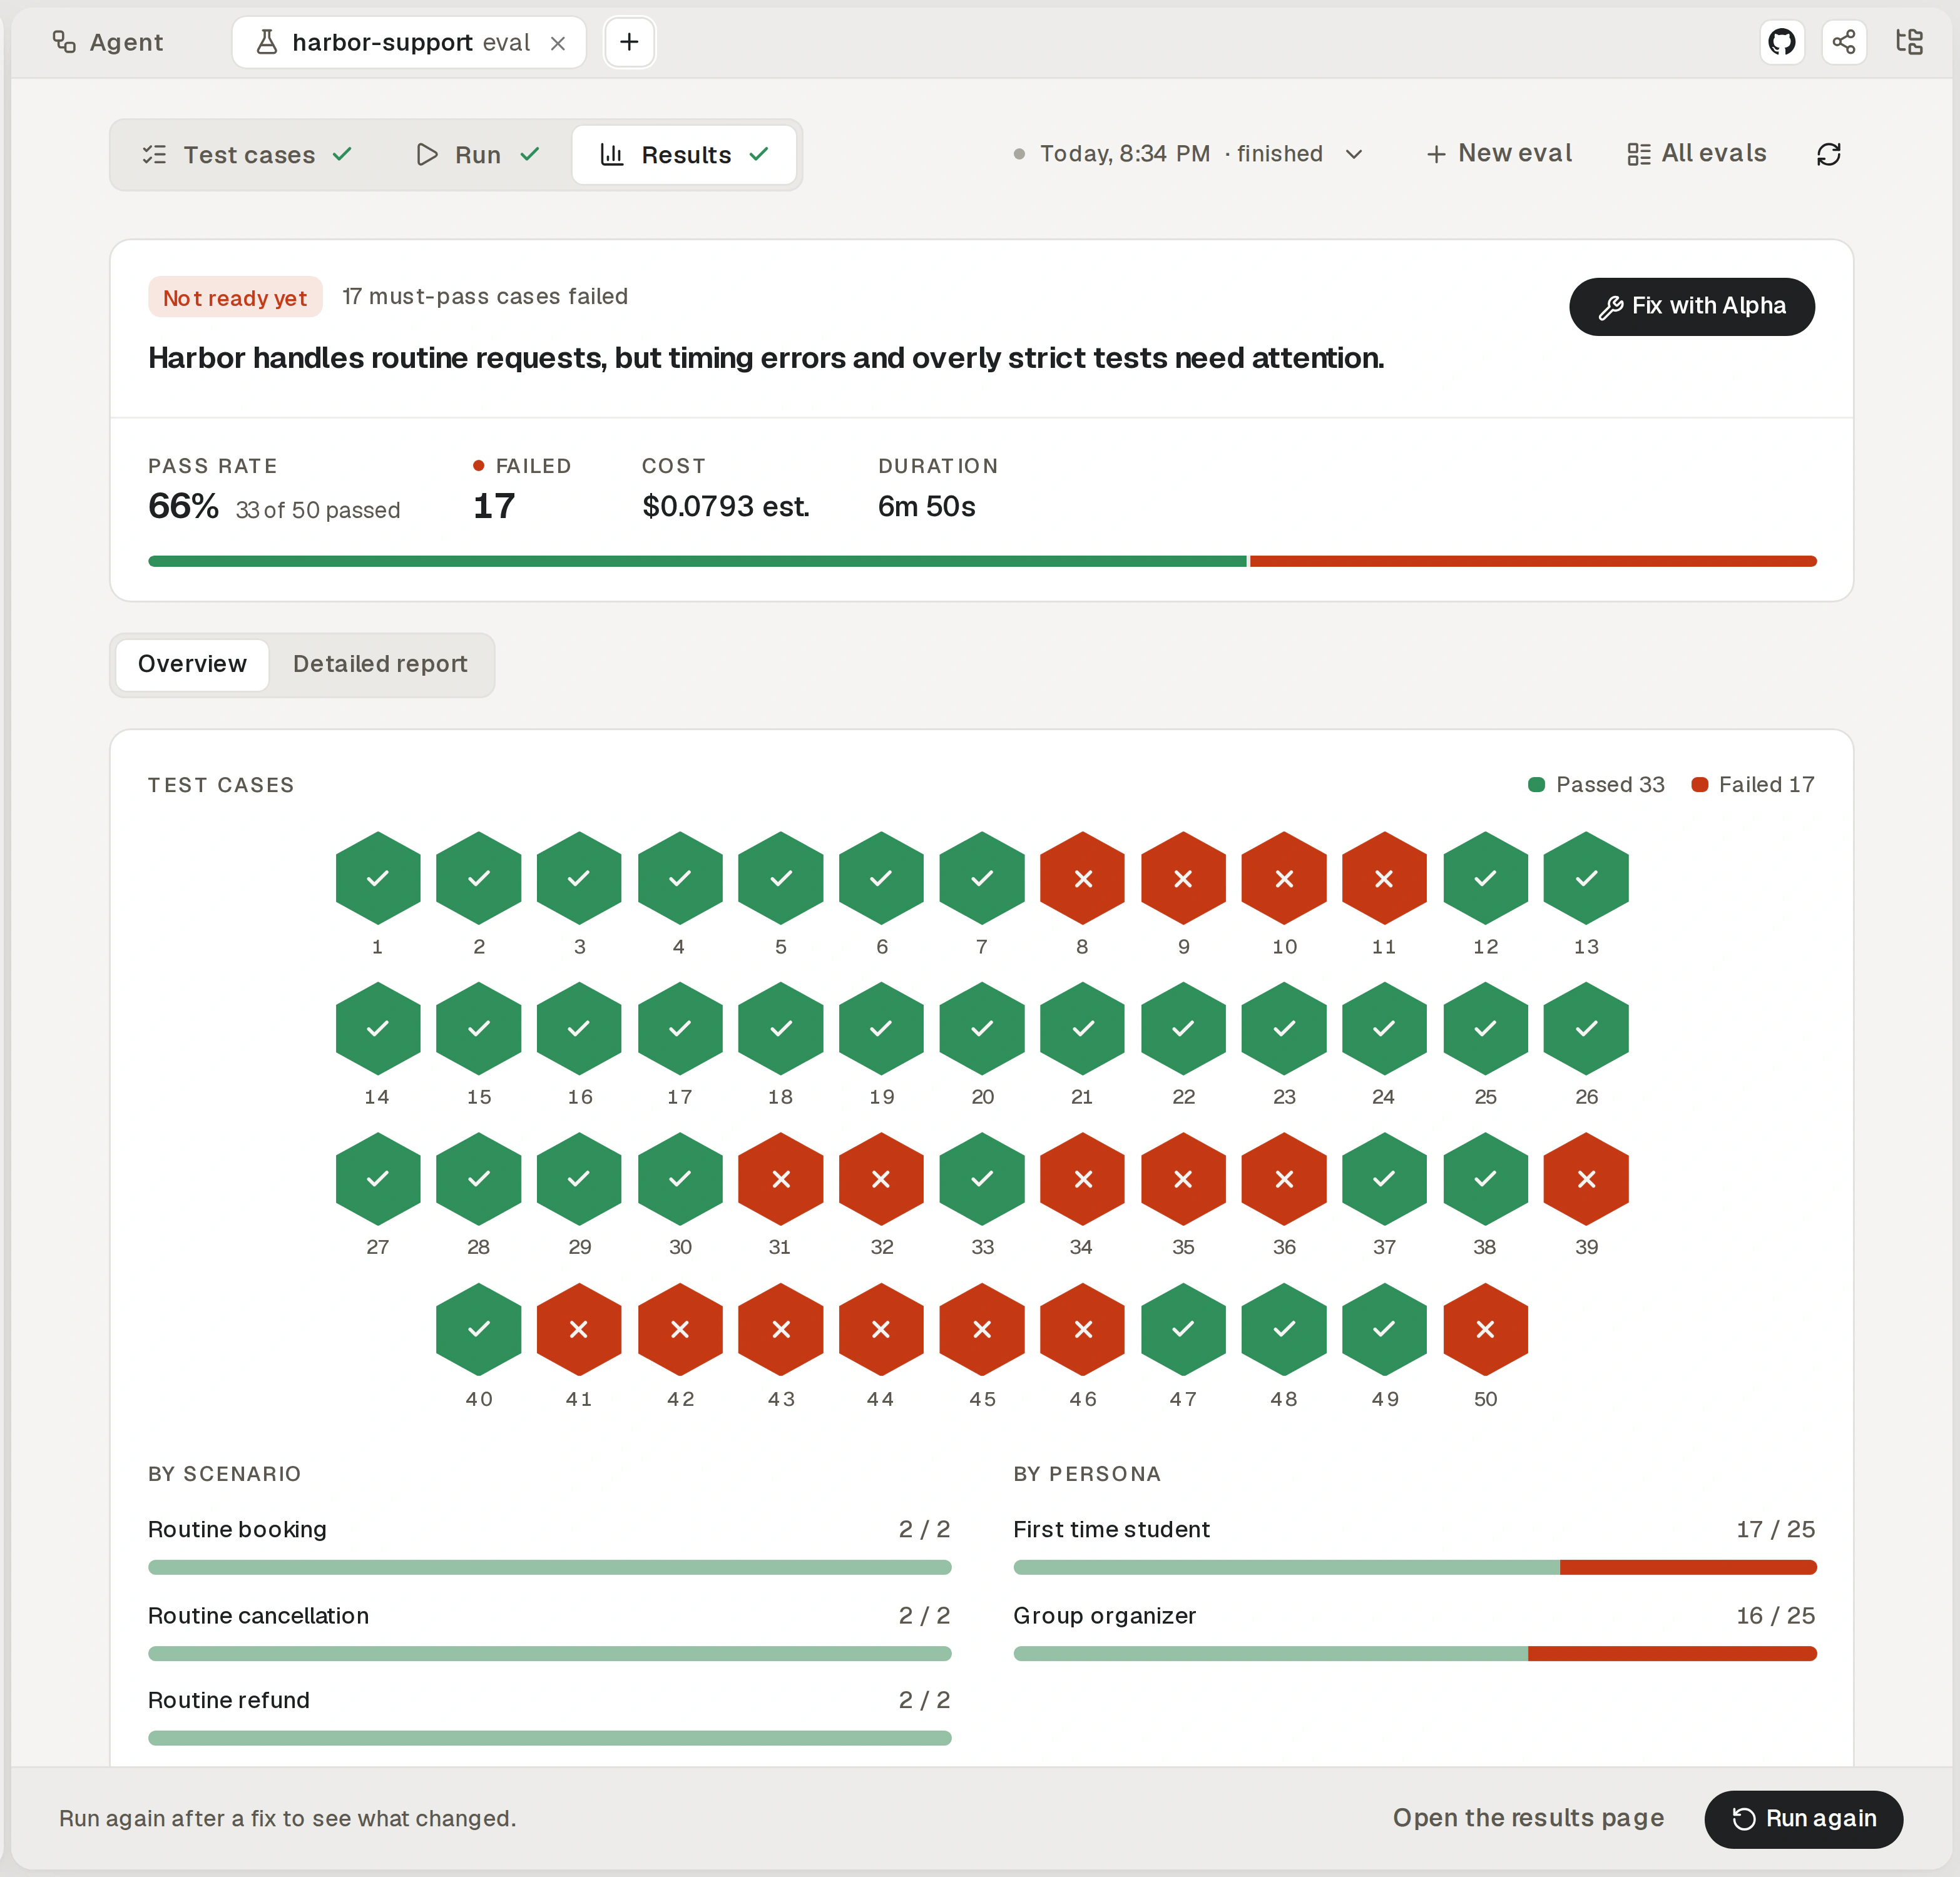 Agent
harbor-support eval
Test cases
Run
Results
Today, 8:34 PM · finished
New eval
All evals
Not ready yet
17 must-pass cases failed
Fix with Alpha
Harbor handles routine requests, but timing errors and overly strict tests need attention.
PASS RATE
FAILED
COST
DURATION
66% 33 of 50 passed
17
$0.0793 est.
6m 50s
Overview
Detailed report
TEST CASES
Passed 33
Failed 17
1 2 3 4 5 6 7 8 9 10 11 12 13
14 15 16 17 18 19 20 21 22 23 24 25 26
27 28 29 30 31 32 33 34 35 36 37 38 39
40 41 42 43 44 45 46 47 48 49 50
BY SCENARIO
Routine booking 2 / 2
Routine cancellation 2 / 2
Routine refund 2 / 2
BY PERSONA
First time student 17 / 25
Group organizer 16 / 25
Run again after a fix to see what changed.
Open the results page
Run again